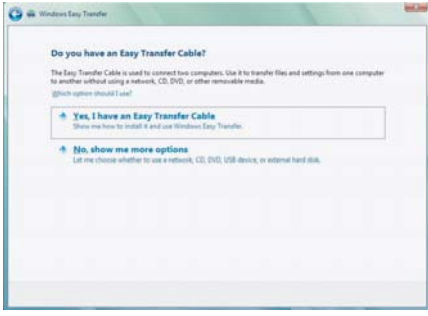 Windows Easy Transfer
Do you have an Easy Transfer Cable?
The Easy Transfer Cable is used to connect two computers. Use it to transfer files and settings from one computer
to another without using a network, CD, DVD, or other removable media.
Which option should I use?
Yes, I have an Easy Transfer Cable
Show me how to install it and use Windows Easy Transfer.
No, show me more options
Let me choose whether to use a network, CD, DVD, USB device, or external hard disk.